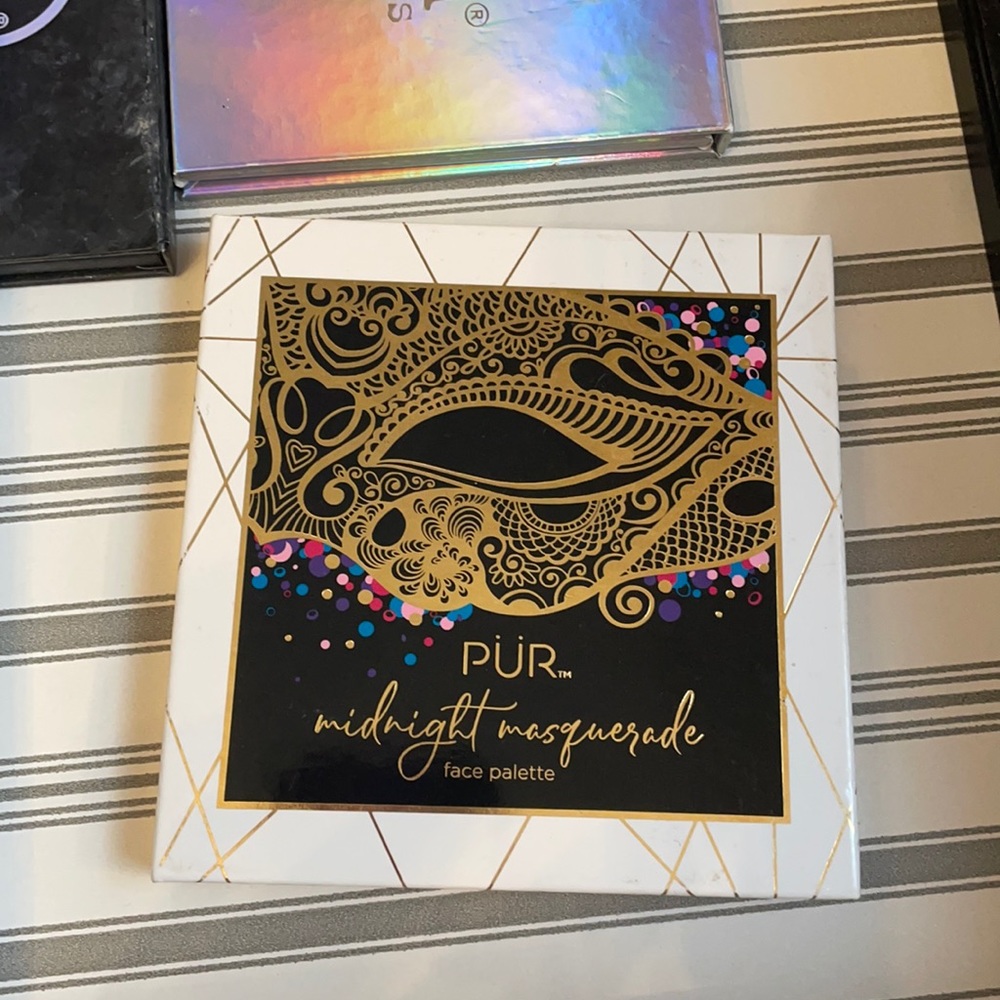 ®
S ®
PÜR™
midnight masquerade
face palette